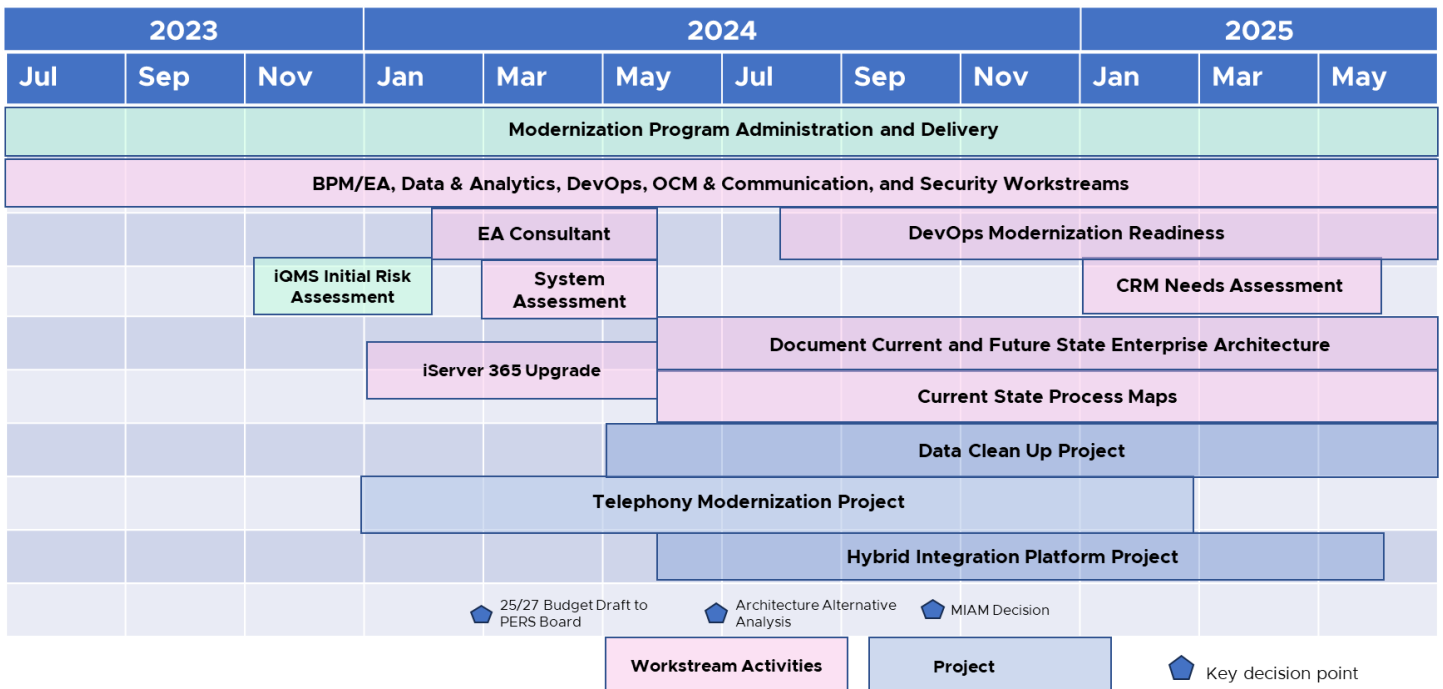 2023 2024 2025
Jul Sep Nov Jan Mar May Jul Sep Nov Jan Mar May
Modernization Program Administration and Delivery
BPM/EA, Data & Analytics, DevOps, OCM & Communication, and Security Workstreams
EA Consultant
DevOps Modernization Readiness
iQMS Initial Risk
Assessment
System
Assessment
CRM Needs Assessment
Document Current and Future State Enterprise Architecture
iServer 365 Upgrade
Current State Process Maps
Data Clean Up Project
Telephony Modernization Project
Hybrid Integration Platform Project
25/27 Budget Draft to
PERS Board
Architecture Alternative
Analysis
MIAM Decision
Workstream Activities
Project
Key decision point